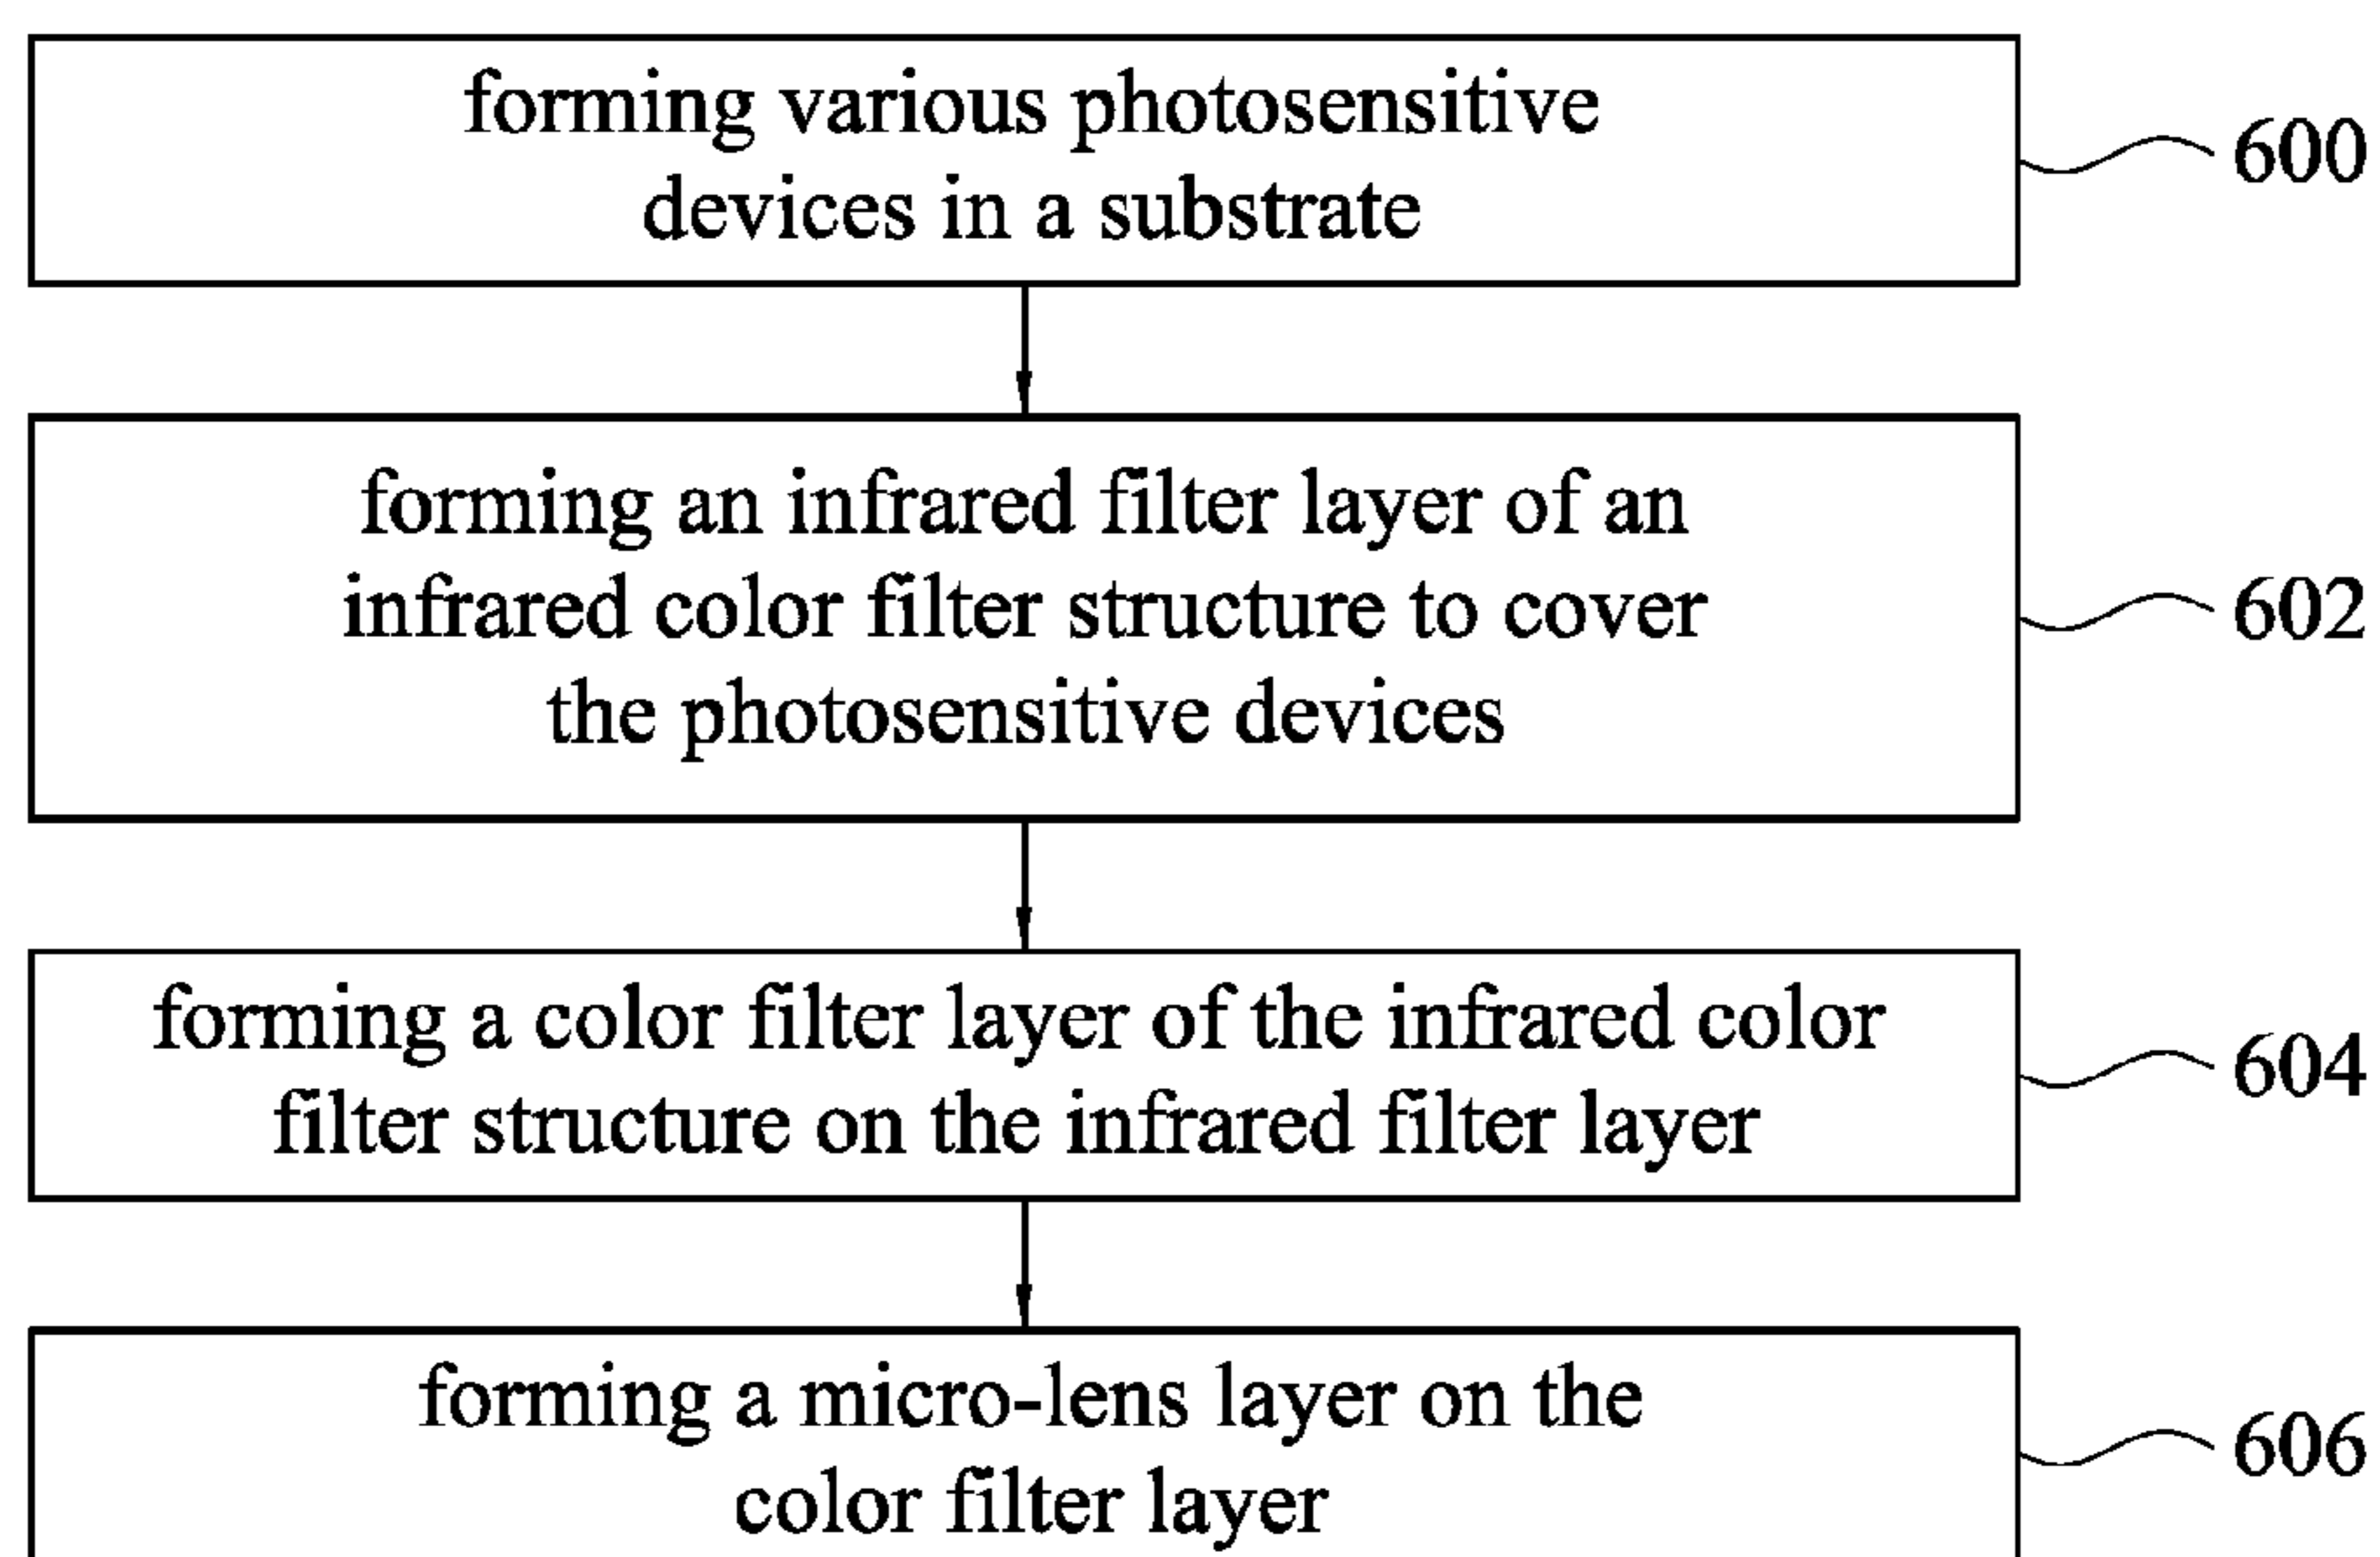 forming various photosensitive
devices in a substrate
600
forming an infrared filter layer of an
infrared color filter structure to cover
the photosensitive devices
602
forming a color filter layer of the infrared color
filter structure on the infrared filter layer
604
forming a micro-lens layer on the
color filter layer
606